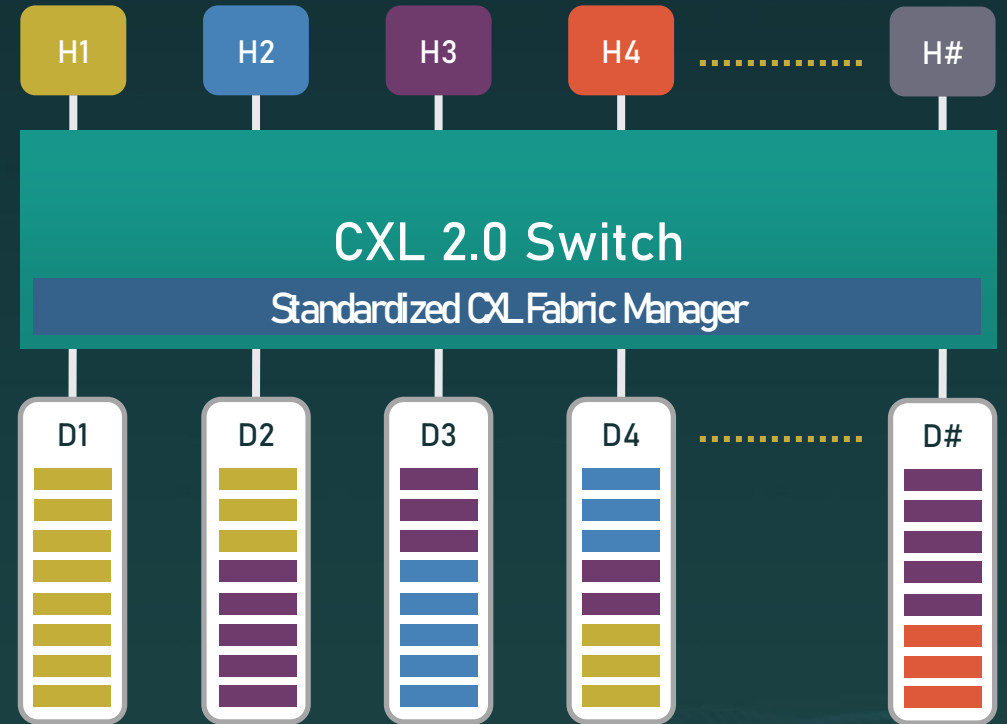 H1 H2 H3 H4 H#
CXL 2.0 Switch
Standardized CXL Fabric Manager
D1 D2 D3 D4 D#